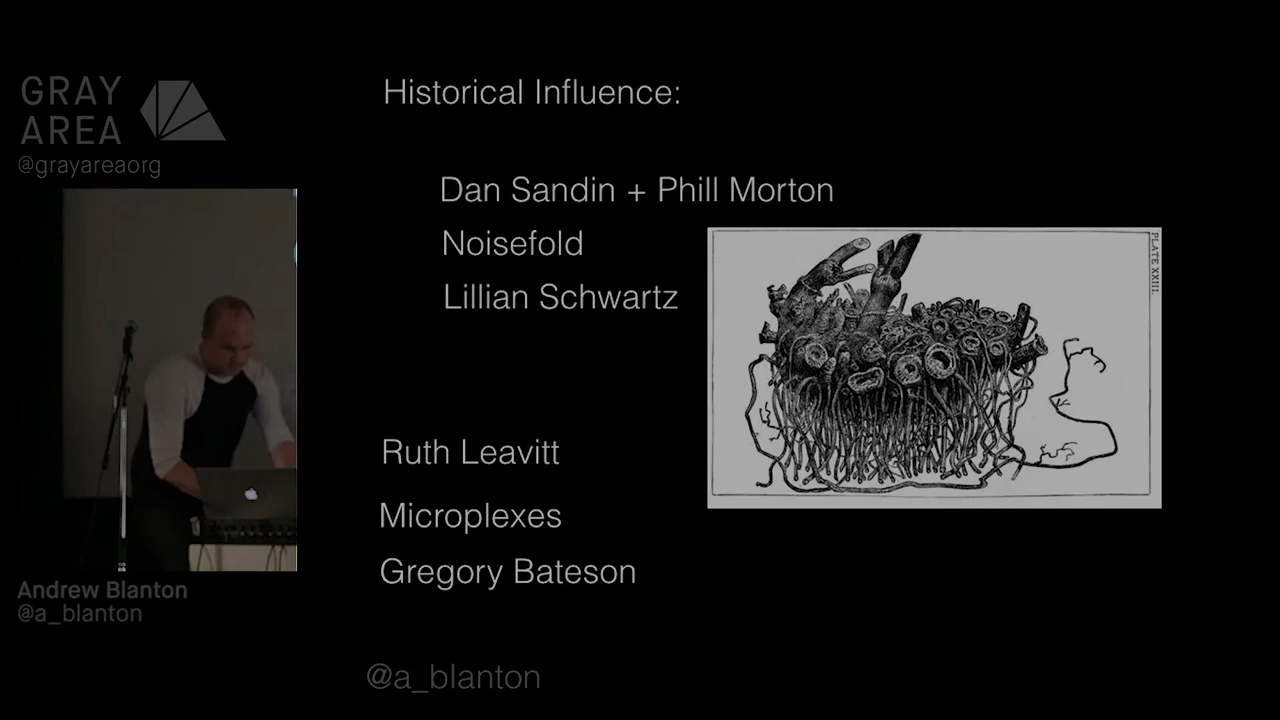 GRAY
AREA
@grayareaorg
Andrew Blanton
@a_blanton
Historical Influence:
Dan Sandin + Phill Morton
Noisefold
Lillian Schwartz
Ruth Leavitt
Microplexes
Gregory Bateson
PLATE XXIII.
@a_blanton